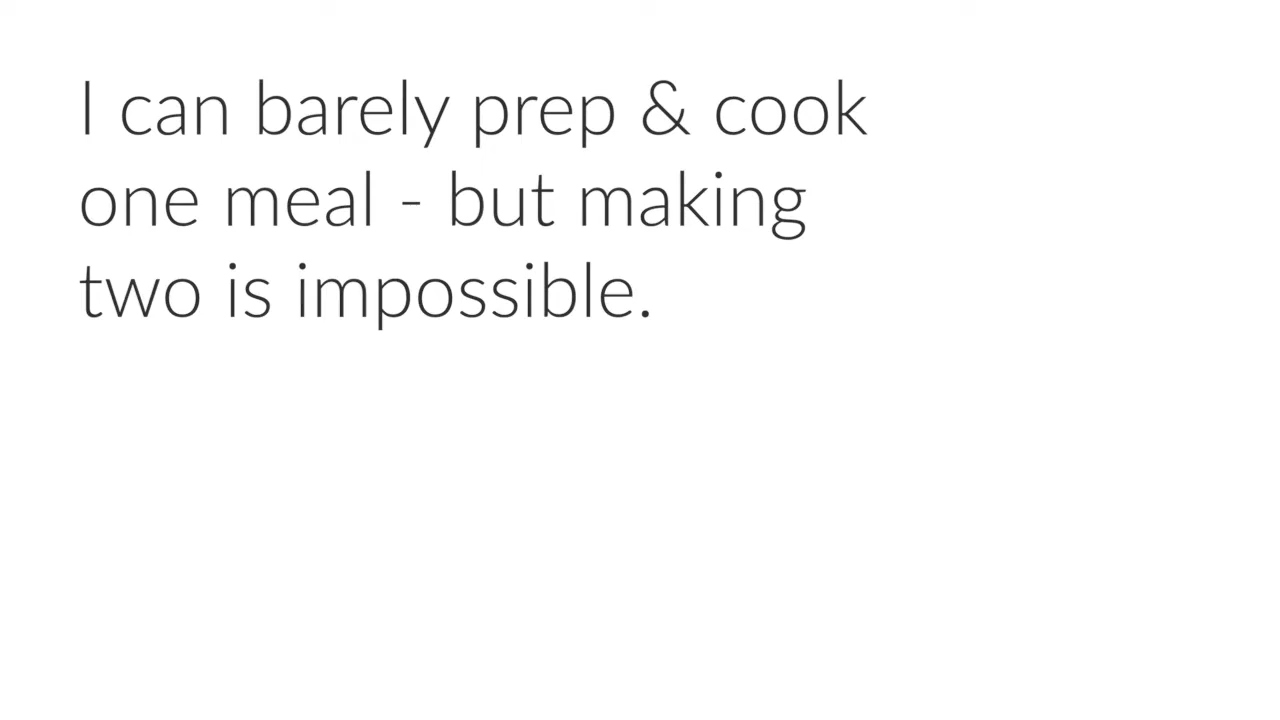 I can barely prep & cook
one meal - but making
two is impossible.